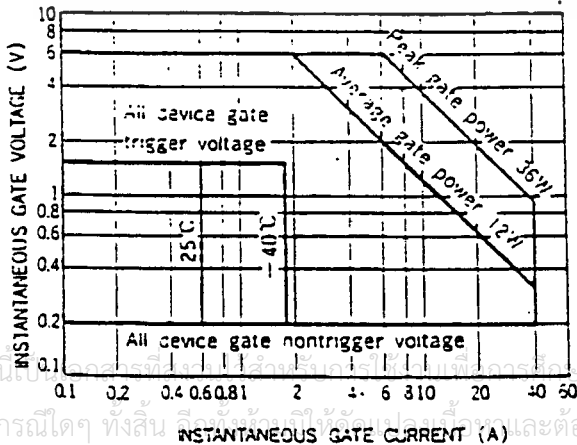 INSTANTANEOUS GATE VOLTAGE (V)
10
8
6
4
2
1
0.8
0.6
0.4
0.2
0.1
Peak gate power 36W
Average gate power 12W
All device gate
trigger voltage
25℃
-40℃
All device gate nontrigger voltage
0.1 0.2 0.4 0.6 0.8 1 2 4 6 8 10 20 40 60
INSTANTANEOUS GATE CURRENT (A)